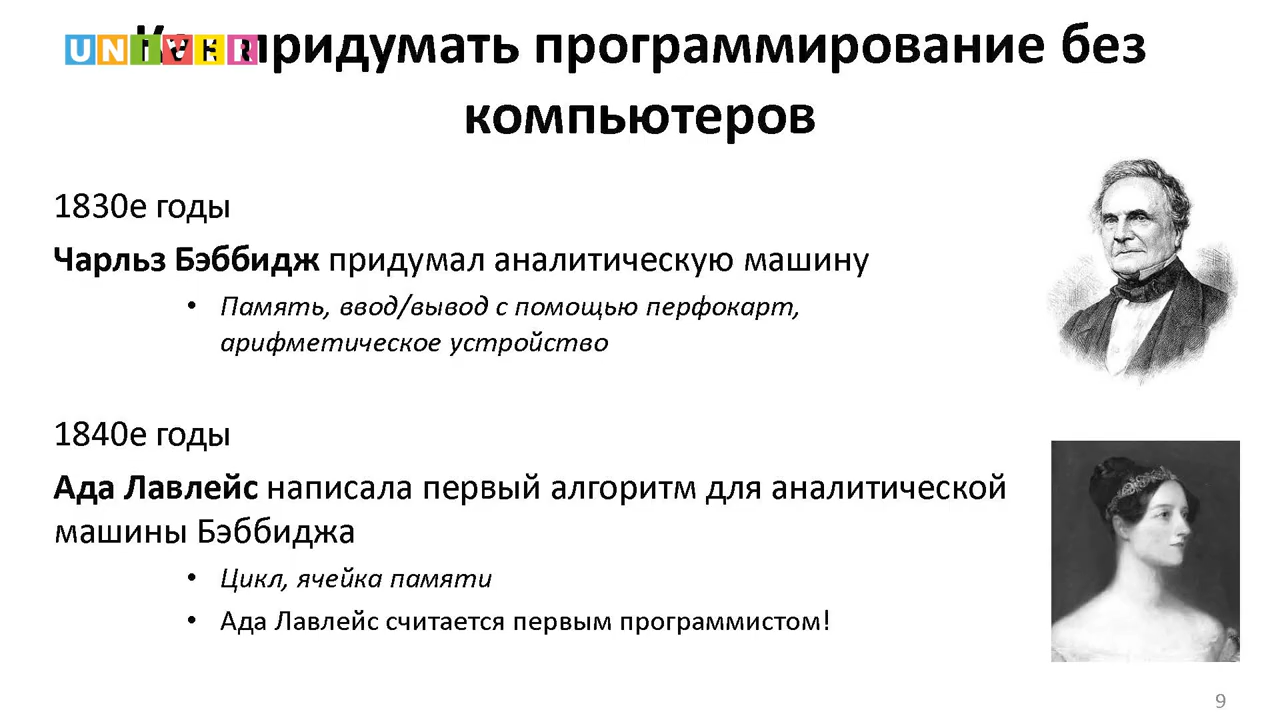 UNIVER
Как придумать программирование без
компьютеров
1830е годы
Чарльз Бэббидж придумал аналитическую машину
• Память, ввод/вывод с помощью перфокарт,
арифметическое устройство
1840е годы
Ада Лавлейс написала первый алгоритм для аналитической
машины Бэббиджа
• Цикл, ячейка памяти
• Ада Лавлейс считается первым программистом!
9